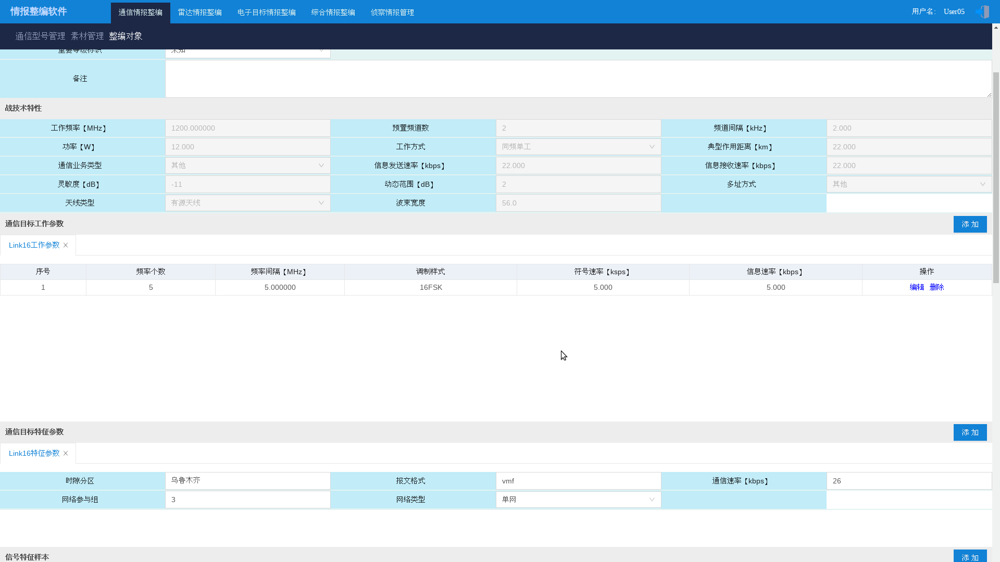 情报整编软件 通信情报整编 雷达情报整编 电子目标情报整编 综合情报整编 侦察情报管理 用户名： User05
通信型号管理 素材管理 整编对象
重要等级标识 未知
备注
战技术特性
工作频率【MHz】 1200.000000 预置频道数 2 频道间隔【kHz】 2.000
功率【W】 12.000 工作方式 同频单工 典型作用距离【km】 22.000
通信业务类型 其他 信息发送速率【kbps】 22.000 信息接收速率【kbps】 22.000
灵敏度【dB】 -11 动态范围【dB】 2 多址方式 其他
天线类型 有源天线 波束宽度 56.0
通信目标工作参数 添 加
Link16工作参数
序号 频率个数 频率间隔【MHz】 调制样式 符号速率【ksps】 信息速率【kbps】 操作
1 5 5.000000 16FSK 5.000 5.000 编辑 删除
通信目标特征参数 添 加
Link16特征参数
时隙分区 乌鲁木齐 报文格式 vmf 通信速率【kbps】 26
网络参与组 3 网络类型 单网
信号特征样本 添 加